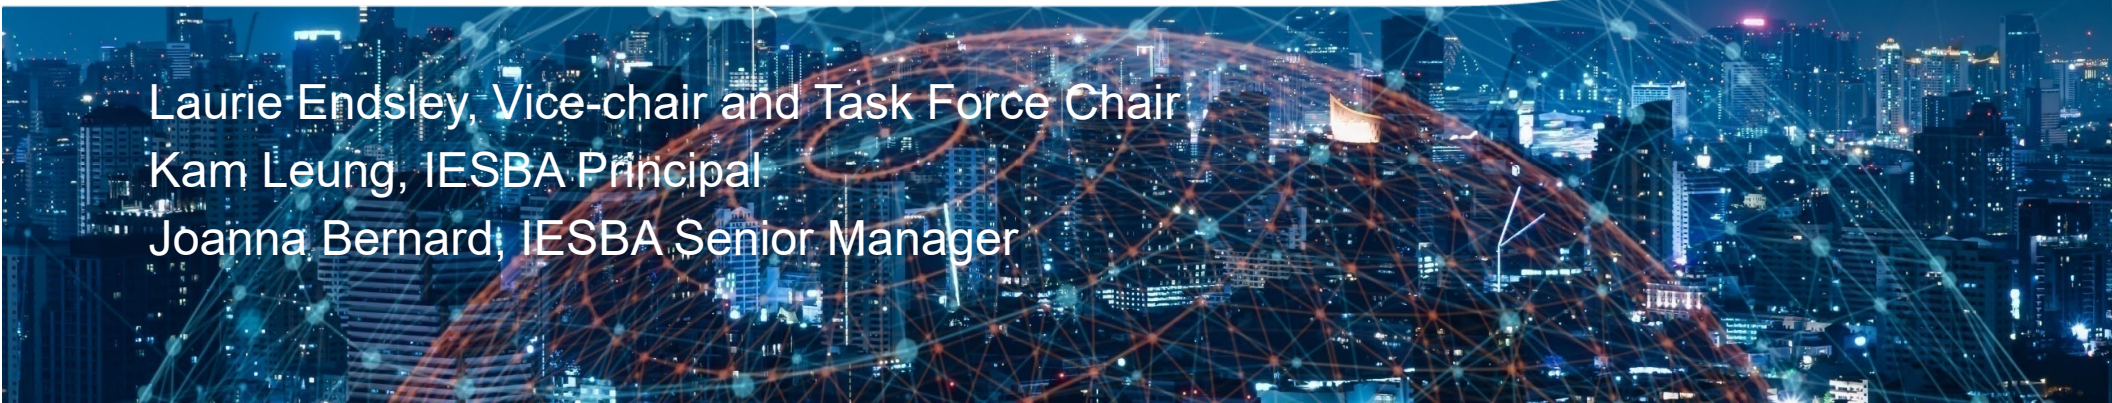 Laurie Endsley, Vice-chair and Task Force Chair
Kam Leung, IESBA Principal
Joanna Bernard, IESBA Senior Manager